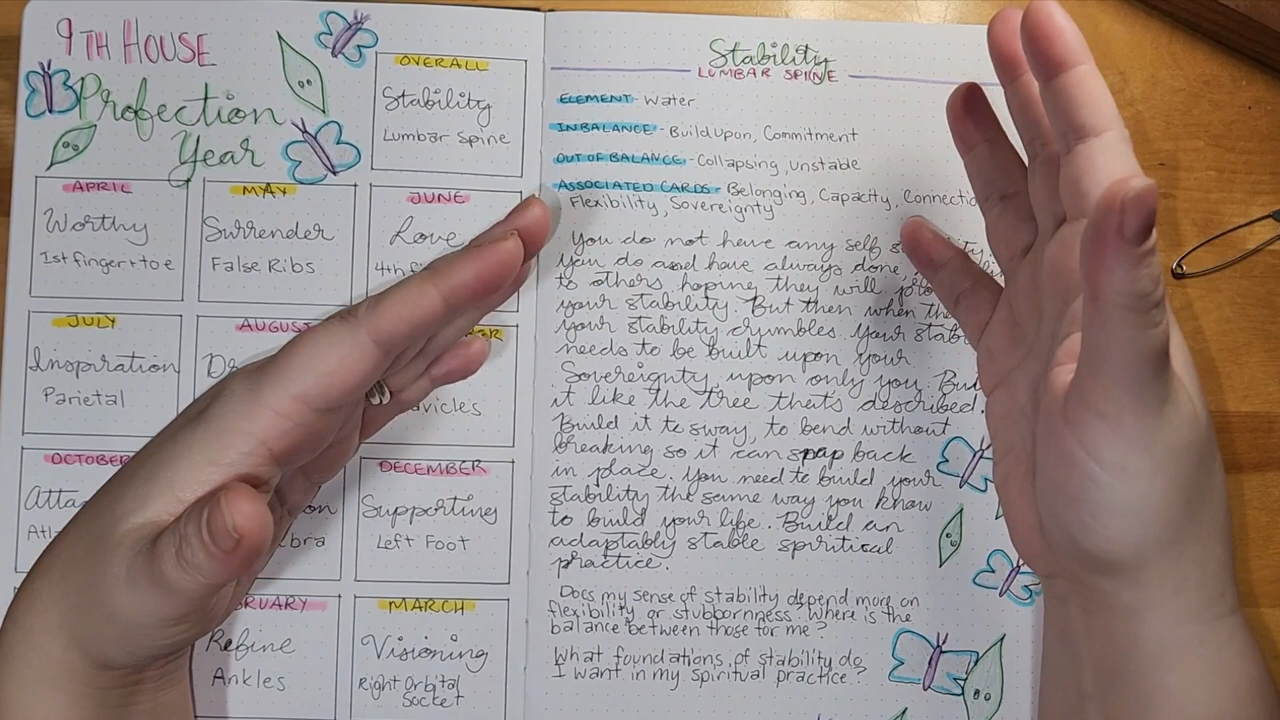 9TH HOUSE
Profection
Year
OVERALL
Stability
Lumbar Spine
APRIL
Worthy
1st finger + toe
MAY
Surrender
False Ribs
JUNE
Love
JULY
Inspiration
Parietal
AUGUST
OCTOBER
DECEMBER
Supporting
Left Foot
Refine
Ankles
MARCH
Visioning
Right Orbital
Socket
Stability
LUMBAR SPINE
ELEMENT - Water
IN BALANCE - Build Upon, Commitment
OUT OF BALANCE - Collapsing, unstable
ASSOCIATED CARDS - Belonging, Capacity,
Flexibility, Sovereignty
You do not have any self
you do and have always done,
to others, hoping they will
your stability. But then when
your stability crumbles. Your
needs to be built upon your
Sovereignty, upon only you. Build
it like the tree that's described.
Build it to sway, to bend without
breaking so it can snap back
in place. You need to build your
stability the same way you know
to build your life. Build an
adaptably stable spiritical
practice.
Does my sense of stability depend more on
flexibility or stubbornness. Where is the
balance between those for me?
What foundations of stability do
I want in my spiritual practice?